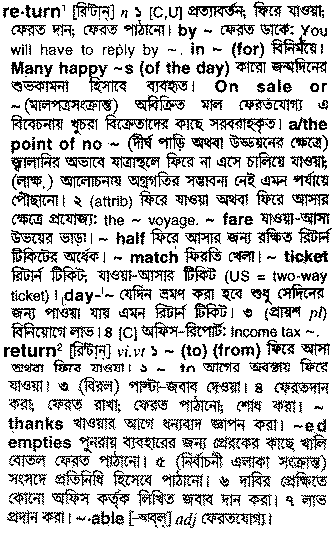 re·turn¹ [রিটান্] n ১ [C,U] প্রত্যাবর্তন; ফিরে যাওয়া;
ফেরত দান; ফেরত পাঠানো। by ~ ফেরত ডাকে: You
will have to reply by ~. in ~ (for) বিনিময়ে।
Many happy ~s (of the day) কারো জন্মদিনের
শুভকামনা হিসাবে ব্যবহৃত। On sale or
~ (মালপত্রসংক্রান্ত) অবিক্রিত মাল ফেরতযোগ্য এ
বিবেচনায় খুচরা বিক্রেতাদের কাছে সরবরাহকৃত। a/the
point of no ~ (দীর্ঘ পাড়ি অথবা উড্ডয়নের ক্ষেত্রে)
জ্বালানির অভাবে যাত্রাস্থলে ফিরে না এসে চালিয়ে যাওয়া;
(লাক্ষ.) আলোচনায় অগ্রগতির সম্ভাবনা নেই এমন পর্যায়ে
পৌছানো। ২ (attrib) ফিরে যাওয়া অথবা ফিরে আসার
ক্ষেত্রে প্রযোজ্য: the ~ voyage. ~ fare যাওয়া-আসা
উভয়ের ভাড়া। ~ half ফিরে আসার জন্য রক্ষিত রিটার্ন
টিকিটের অর্ধেক। ~ match ফিরতি খেলা। ~ ticket
রিটার্ন টিকিট; যাওয়া-আসার টিকিট (US = two-way
ticket)। day-~ যেদিন ভ্রমণ করা হবে শুধু সেদিনের
জন্য পাওয়া যায় এমন রিটার্ন টিকিট। ৩ (প্রায়শ pl)
বিনিয়োগে লাভ। ৪ [C] অফিস-রিপোর্ট: Income tax ~.
return² [রিটান্] vi.vt ১ ~ (to) (from) ফিরে আসা
অথবা ফিরে যাওয়া। ২ ~ to আগের অবস্থায় ফিরে
যাওয়া। ৩ (বিরল) পাল্টা-জবাব দেওয়া। ৪ ফেরতদান
করা; ফেরত রাখা; ফেরত পাঠানো; শোধ করা। ~
thanks খাওয়ার আগে ধন্যবাদ জ্ঞাপন করা। ~ed
empties পুনরায় ব্যবহারের জন্য প্রেরকের কাছে খালি
বোতল ফেরত পাঠানো। ৫ (নির্বাচনী এলাকা সংক্রান্ত)
সংসদে প্রতিনিধি হিসেবে পাঠানো। ৬ দাবির প্রেক্ষিতে
কোনো অফিস কর্তৃক লিখিত জবাব দান করা। ৭ লাভ
প্রদান করা। ~·able [–অব্‌ল্] adj ফেরতযোগ্য।